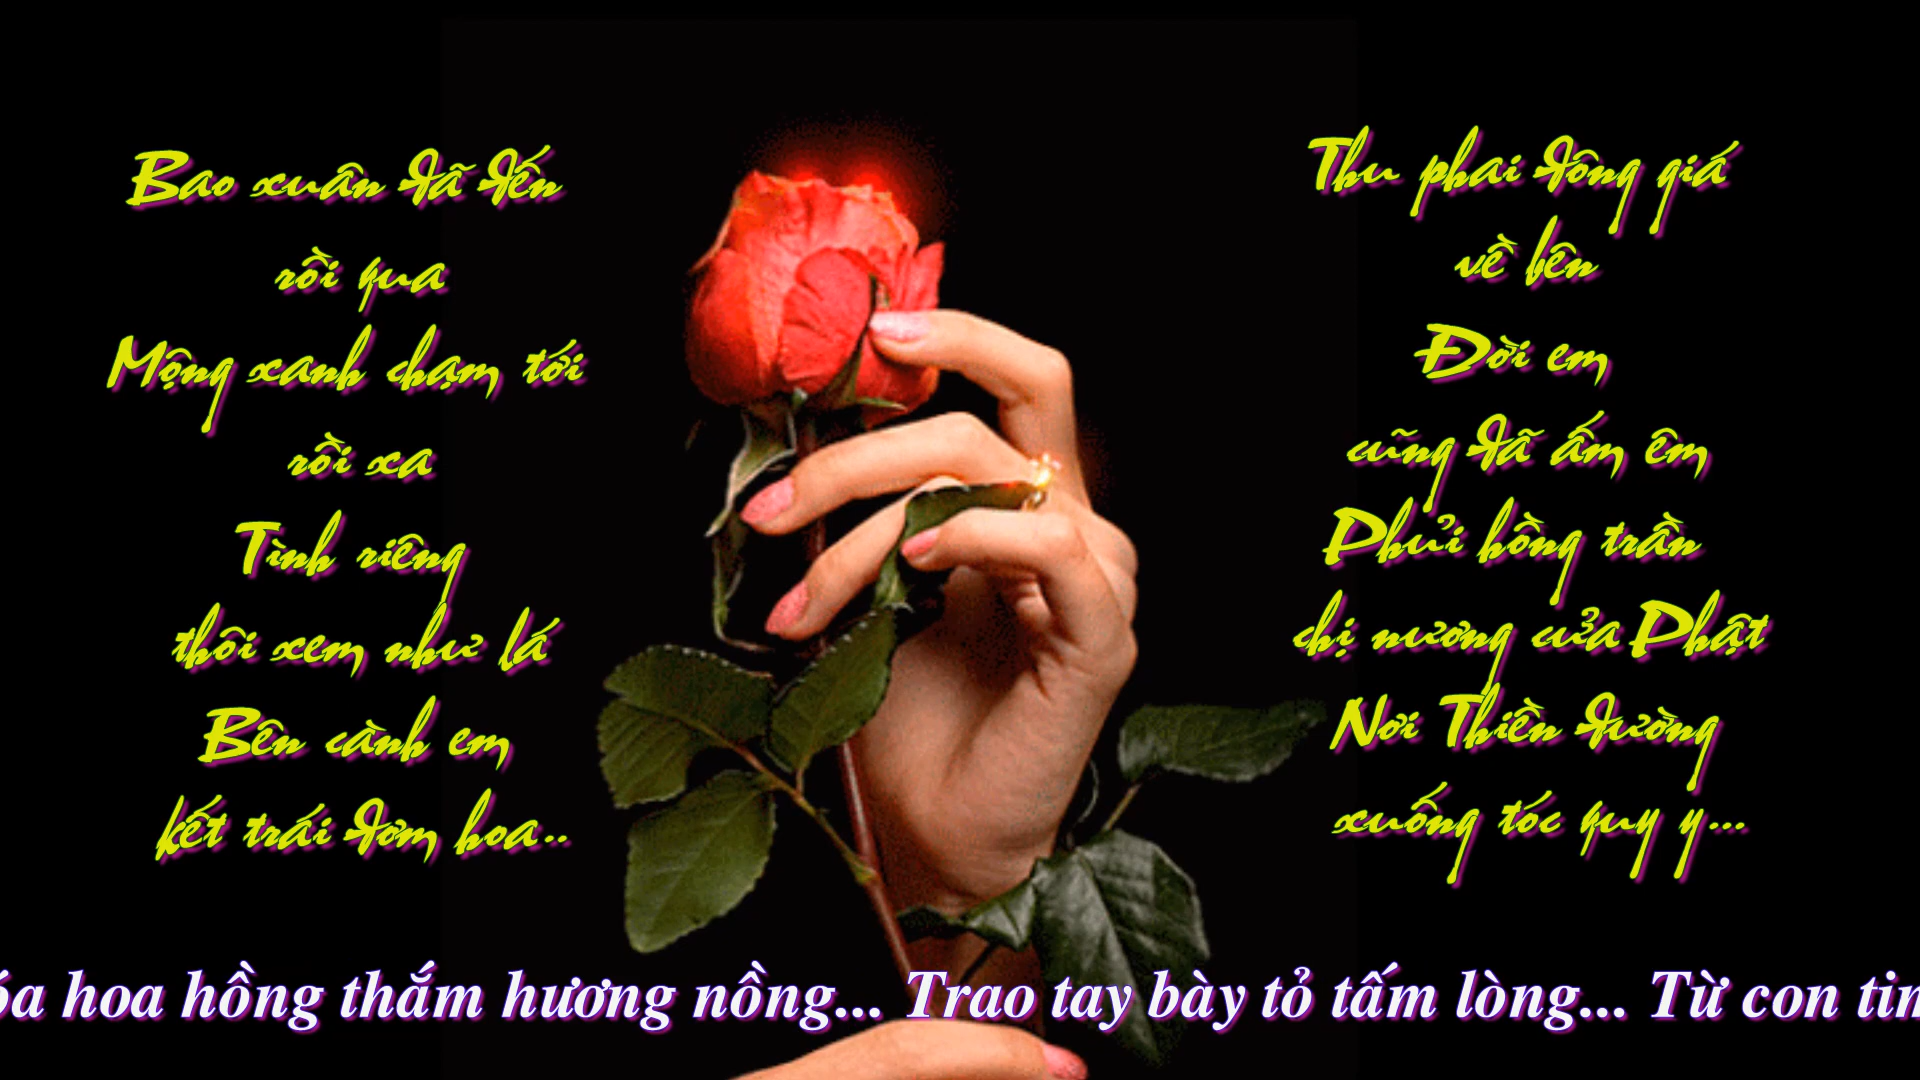 Bao xuân đã đến
rồi qua
Mộng xanh chạm tới
rồi xa
Tình riêng
thôi xem như lá
Bên cành em
kết trái đơm hoa..
Thu phai đông giá
về bên
Đời em
cũng đã ấm êm
Phủi hồng trần
chị nương cửa Phật
Nơi Thiền đường
xuống tóc quy y...
óa hoa hồng thắm hương nồng... Trao tay bày tỏ tấm lòng... Từ con tim